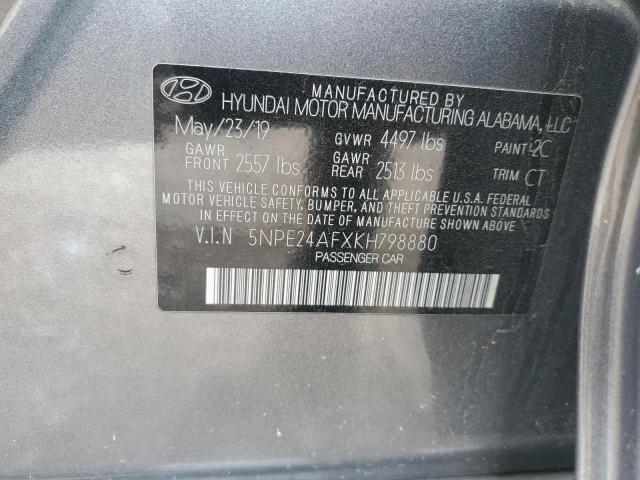 MANUFACTURED BY
HYUNDAI MOTOR MANUFACTURING ALABAMA, LLC
May/23/19 GVWR 4497 lbs PAINT 2C
GAWR FRONT 2557 lbs GAWR REAR 2513 lbs TRIM CT
THIS VEHICLE CONFORMS TO ALL APPLICABLE U.S.A. FEDERAL
MOTOR VEHICLE SAFETY, BUMPER, AND THEFT PREVENTION STANDARDS
IN EFFECT ON THE DATE OF MANUFACTURE SHOWN ABOVE
V.I.N 5NPE24AFXKH798880
PASSENGER CAR